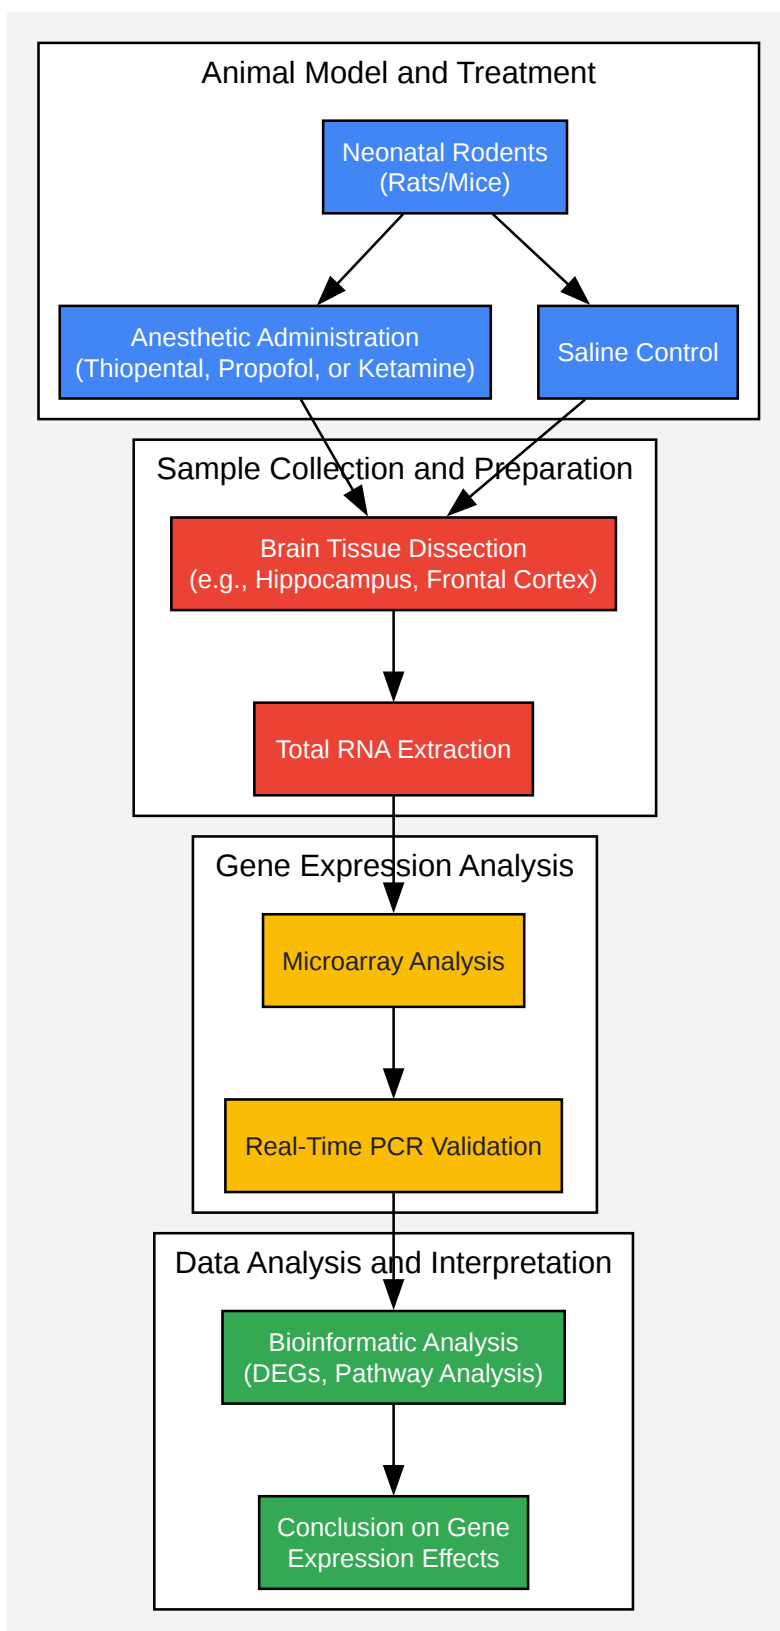 Animal Model and Treatment
Neonatal Rodents
(Rats/Mice)
Anesthetic Administration
(Thiopental, Propofol, or Ketamine)
Saline Control
Sample Collection and Preparation
Brain Tissue Dissection
(e.g., Hippocampus, Frontal Cortex)
Total RNA Extraction
Gene Expression Analysis
Microarray Analysis
Real-Time PCR Validation
Data Analysis and Interpretation
Bioinformatic Analysis
(DEGs, Pathway Analysis)
Conclusion on Gene
Expression Effects